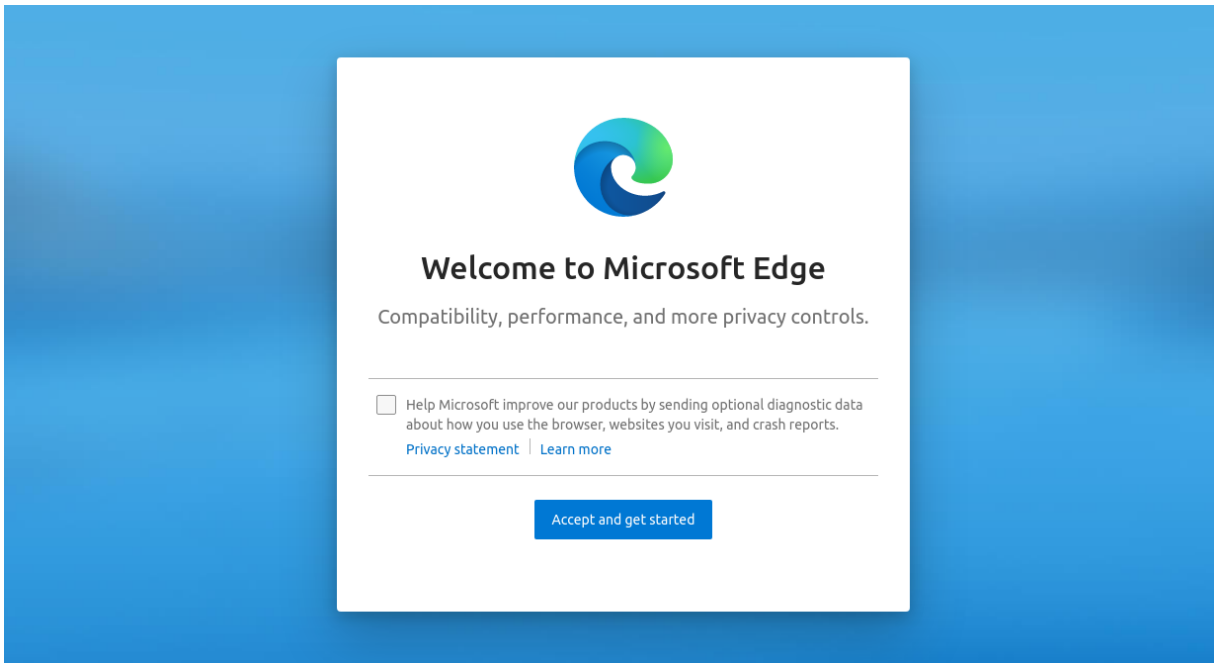 Welcome to Microsoft Edge
Compatibility, performance, and more privacy controls.
Help Microsoft improve our products by sending optional diagnostic data
about how you use the browser, websites you visit, and crash reports.
Privacy statement | Learn more
Accept and get started